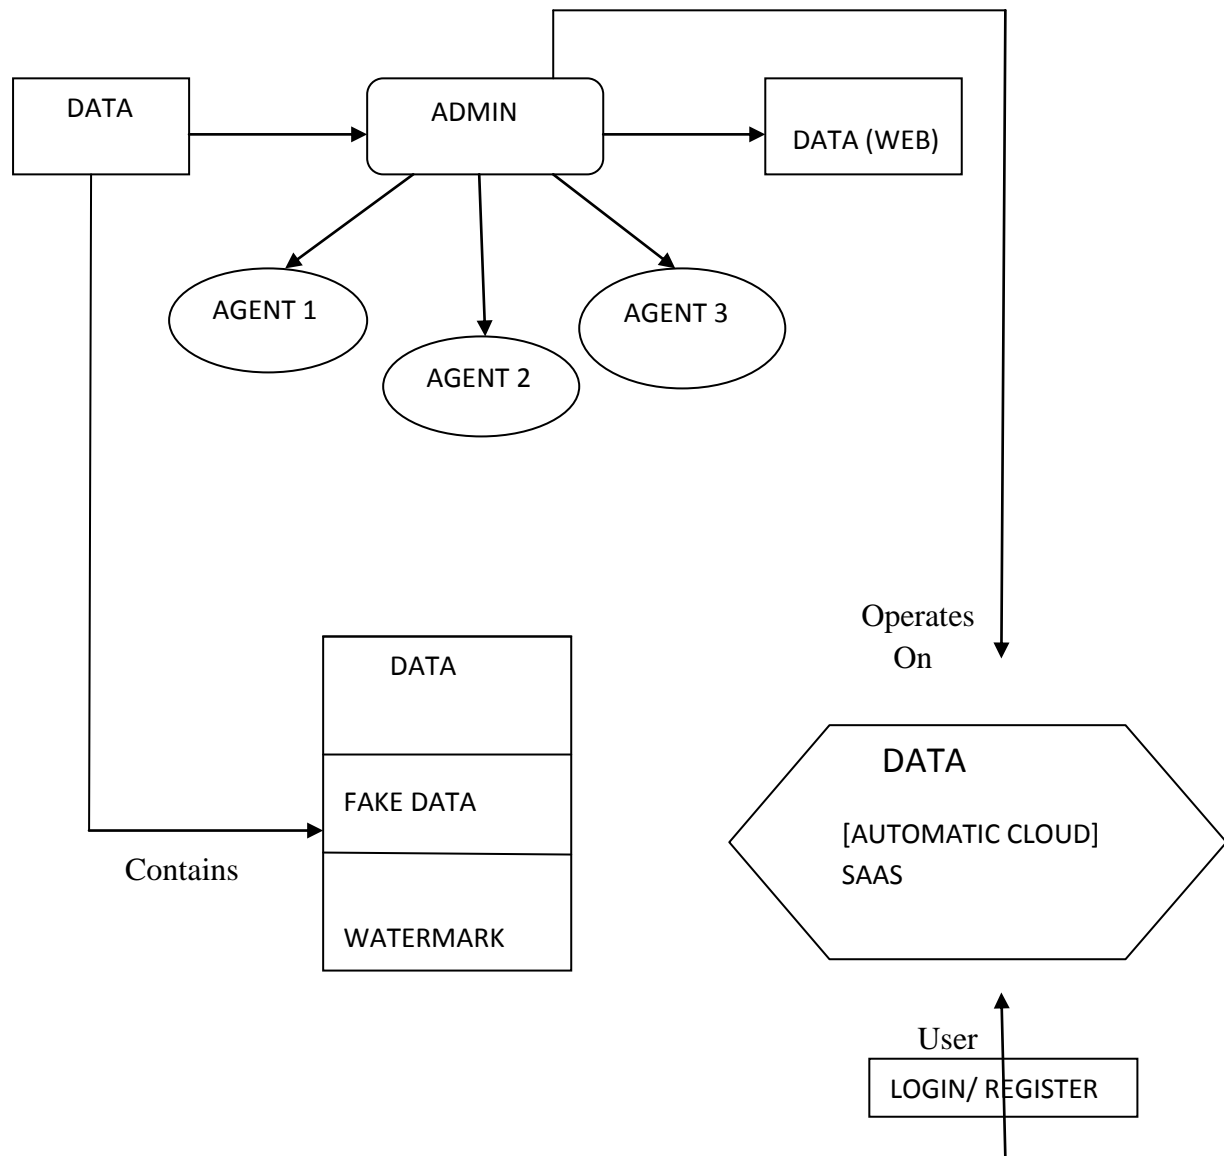 DATA
ADMIN
DATA (WEB)
AGENT 1
AGENT 2
AGENT 3
Operates
On
DATA
FAKE DATA
WATERMARK
Contains
DATA
[AUTOMATIC CLOUD]
SAAS
User
LOGIN/ REGISTER